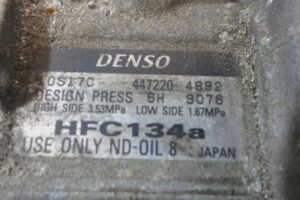 DENSO
10S17C 447220-4892
DESIGN PRESS 6H 9076
HIGH SIDE 3.53MPa LOW SIDE 1.67MPa
HFC134a
USE ONLY ND-OIL 8 JAPAN